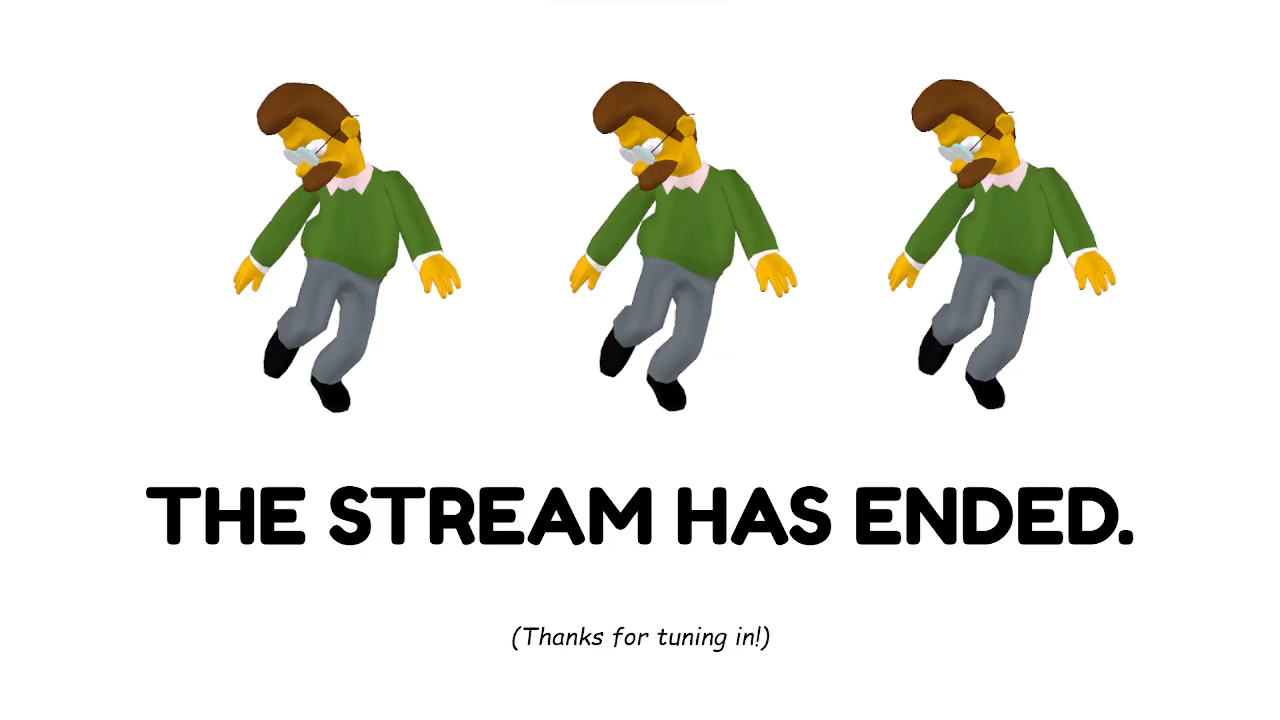 THE STREAM HAS ENDED.
(Thanks for tuning in!)